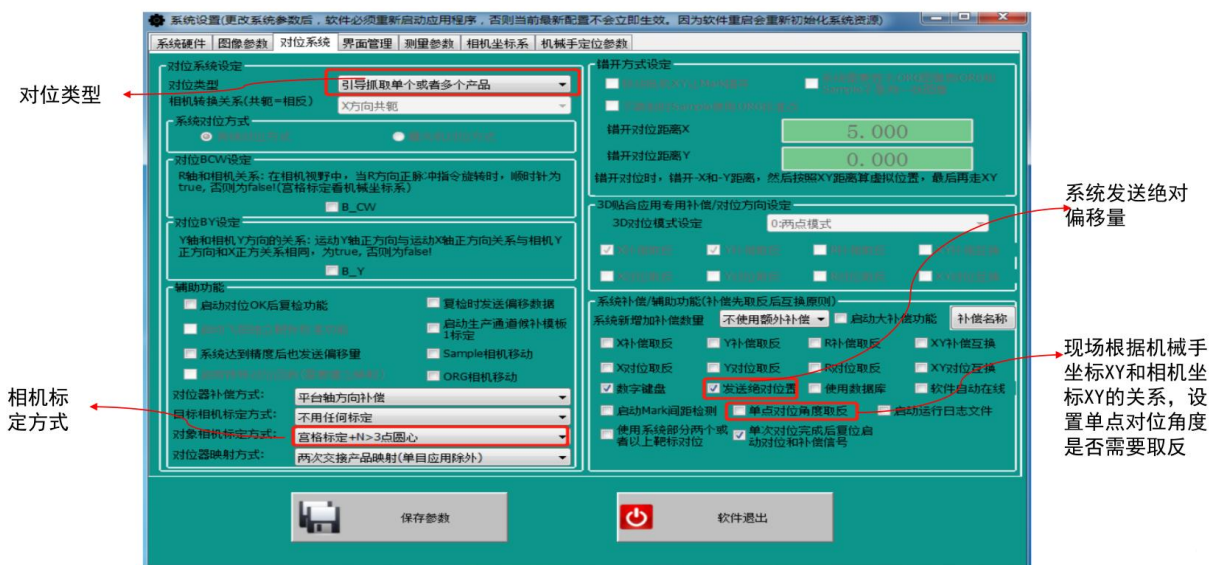 系统设置(更改系统参数后，软件必须重新启动应用程序，否则当前最新配置不会立即生效。因为软件重启会重新初始化系统资源)
系统硬件 图像参数 对位系统 界面管理 测量参数 相机坐标系 机械手定位参数
对位系统设定
对位类型 引导抓取单个或者多个产品
相机转换关系(共轭=相反) X方向共轭
系统对位方式
对位BCW设定
R轴和相机关系: 在相机视野中，当R方向正脉冲指令旋转时，顺时针为
true, 否则为false!(宫格标定看机械坐标系)
B_CW
对位BY设定
Y轴和相机Y方向的关系: 运动Y轴正方向与运动X轴正方向关系与相机Y
正方向和X正方关系相同，为true, 否则为false!
B_Y
辅助功能
启动对位OK后复检功能 复检时发送偏移数据
启动生产通道候补模板
1标定
系统达到精度后也发送偏移量 Sample相机移动
ORG相机移动
对位器补偿方式: 平台轴方向补偿
目标相机标定方式: 不用任何标定
对象相机标定方式: 宫格标定+N>3点圆心
对位器映射方式: 两次交接产品映射(单目应用除外)
错开方式设定
错开对位距离X 5.000
错开对位距离Y 0.000
错开对位时，错开-X和-Y距离，然后按照XY距离算虚拟位置，最后再走XY
3D贴合应用专用补偿/对位方向设定
3D对位模式设定 0:两点模式
系统补偿/辅助功能(补偿先取反后互换原则)
系统新增加补偿数量 不使用额外补偿 启动大补偿功能 补偿名称
X补偿取反 Y补偿取反 R补偿取反 XY补偿互换
X对位取反 Y对位取反 R对位取反 XY对位互换
数字键盘 发送绝对位置 使用数据库 软件自动在线
启动Mark间距检测 单点对位角度取反 启动运行日志文件
使用系统部分两个或
者以上靶标对位
单次对位完成后复位启
动对位和补偿信号
保存参数 软件退出
对位类型
相机标
定方式
系统发送绝对
偏移量
现场根据机械手
坐标XY和相机坐
标XY的关系，设
置单点对位角度
是否需要取反